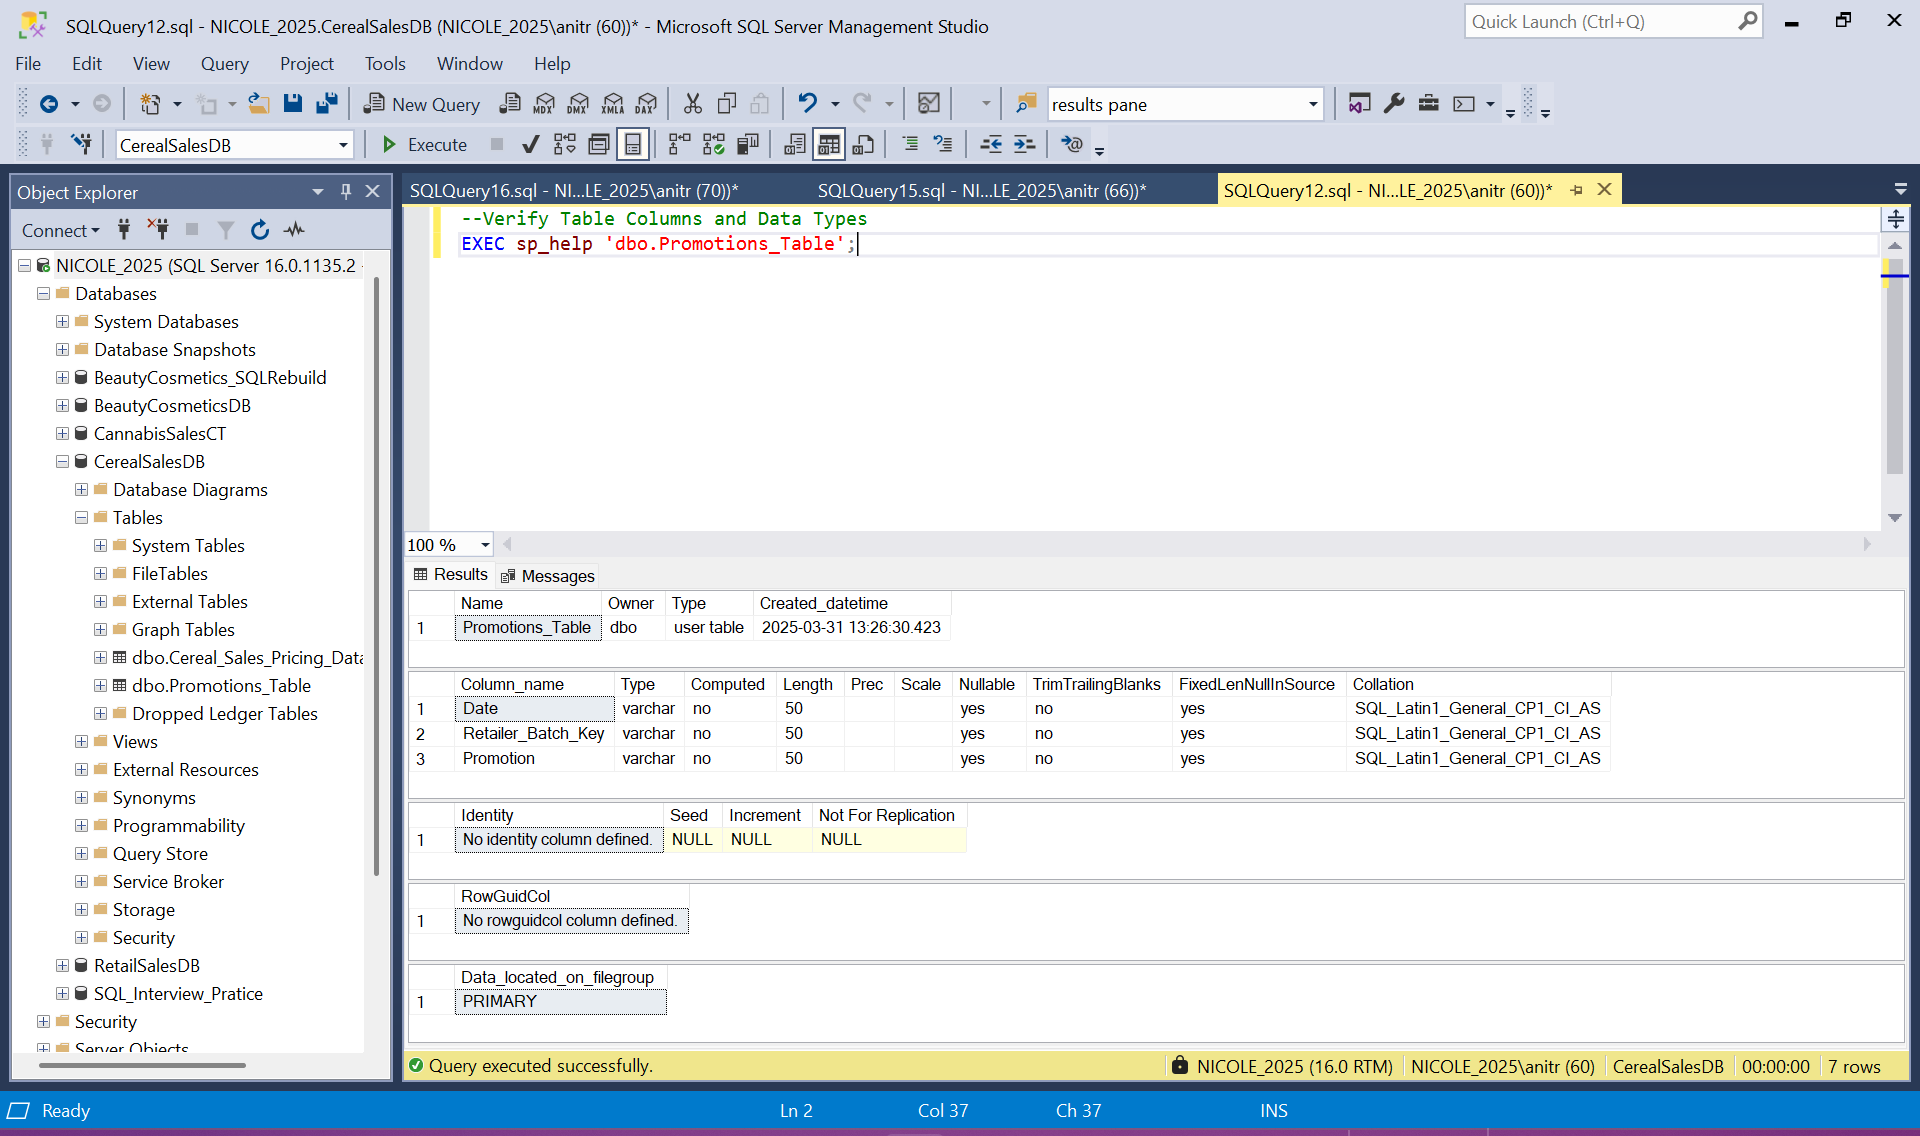 SQLQuery12.sql - NICOLE_2025.CerealSalesDB (NICOLE_2025\anitr (60))* - Microsoft SQL Server Management Studio
Quick Launch (Ctrl+Q)
File Edit View Query Project Tools Window Help
New Query
MDX DMX XMLA DAX
results pane
CerealSalesDB
Execute
Object Explorer
Connect
NICOLE_2025 (SQL Server 16.0.1135.2 -
Databases
System Databases
Database Snapshots
BeautyCosmetics_SQLRebuild
BeautyCosmeticsDB
CannabisSalesCT
CerealSalesDB
Database Diagrams
Tables
System Tables
FileTables
External Tables
Graph Tables
dbo.Cereal_Sales_Pricing_Data
dbo.Promotions_Table
Dropped Ledger Tables
Views
External Resources
Synonyms
Programmability
Query Store
Service Broker
Storage
Security
RetailSalesDB
SQL_Interview_Pratice
Security
Server Objects
SQLQuery16.sql - NI...LE_2025\anitr (70))*
SQLQuery15.sql - NI...LE_2025\anitr (66))*
SQLQuery12.sql - NI...LE_2025\anitr (60))*
--Verify Table Columns and Data Types
EXEC sp_help 'dbo.Promotions_Table';
100 %
Results Messages
Name Owner Type Created_datetime
1 Promotions_Table dbo user table 2025-03-31 13:26:30.423
Column_name Type Computed Length Prec Scale Nullable TrimTrailingBlanks FixedLenNullInSource Collation
1 Date varchar no 50 yes no yes SQL_Latin1_General_CP1_CI_AS
2 Retailer_Batch_Key varchar no 50 yes no yes SQL_Latin1_General_CP1_CI_AS
3 Promotion varchar no 50 yes no yes SQL_Latin1_General_CP1_CI_AS
Identity Seed Increment Not For Replication
1 No identity column defined. NULL NULL NULL
RowGuidCol
1 No rowguidcol column defined.
Data_located_on_filegroup
1 PRIMARY
Query executed successfully.
NICOLE_2025 (16.0 RTM) NICOLE_2025\anitr (60) CerealSalesDB 00:00:00 7 rows
Ready Ln 2 Col 37 Ch 37 INS